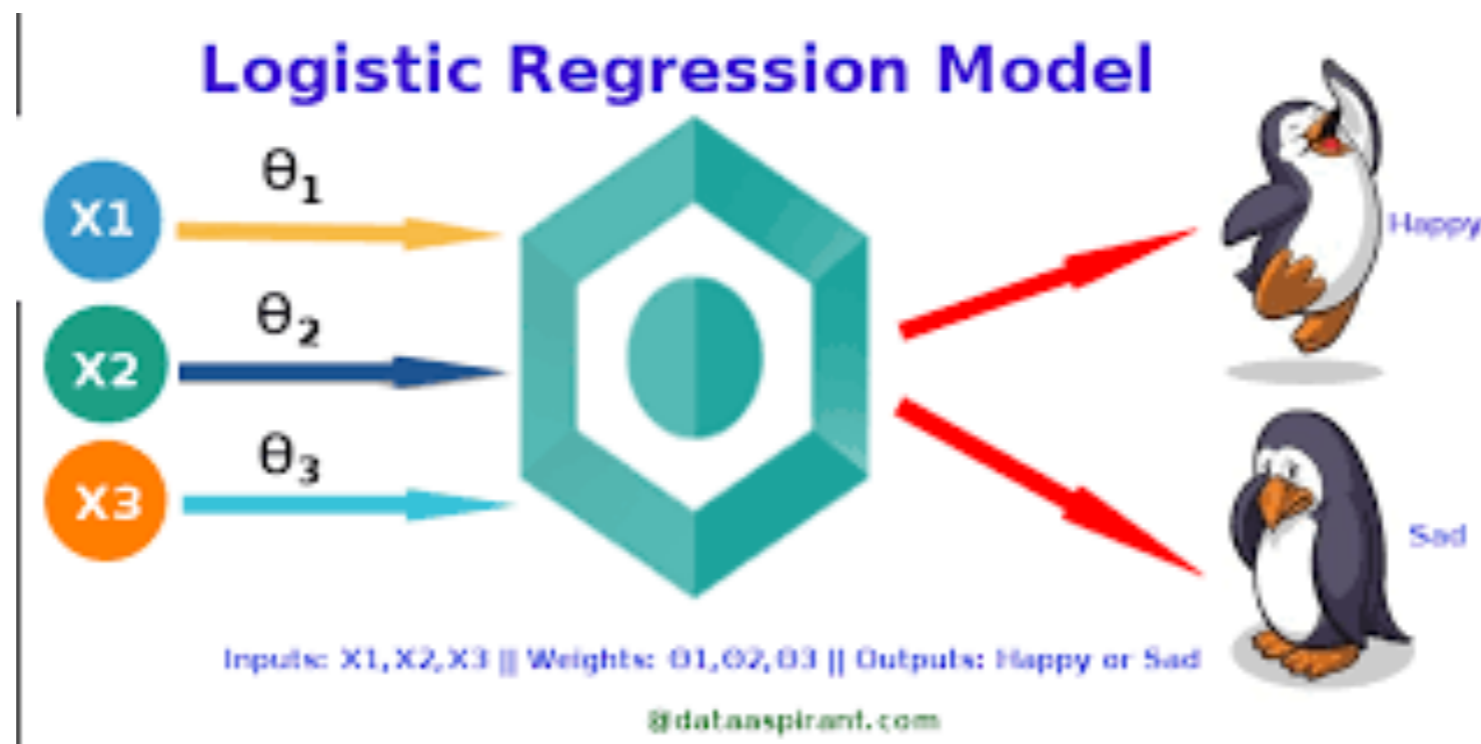 Logistic Regression Model
X1
θ1
X2
θ2
X3
θ3
Happy
Sad
Inputs: X1,X2,X3 || Weights: Θ1,Θ2,Θ3 || Outputs: Happy or Sad
@dataaspirant.com